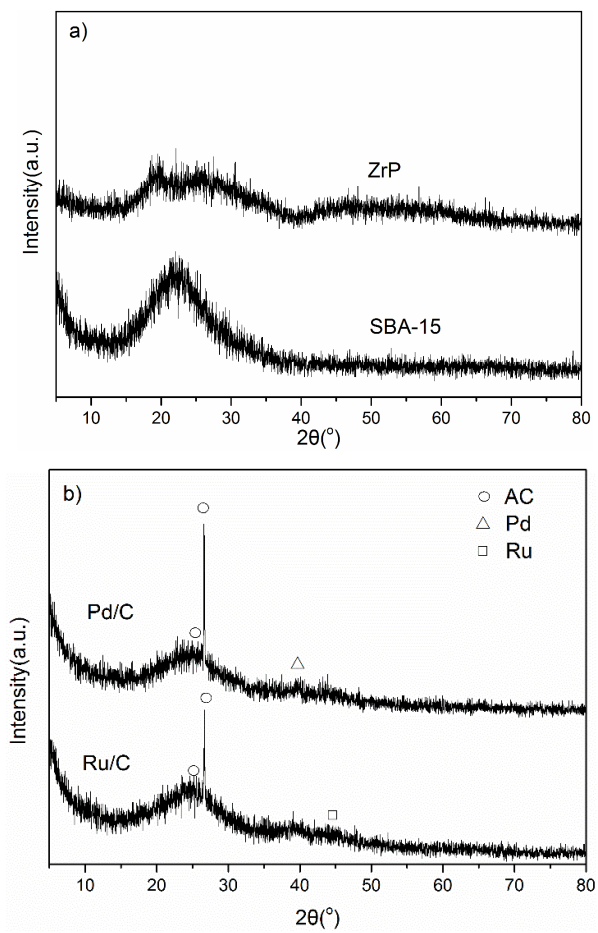 a)
Intensity(a.u.)
ZrP
SBA-15
10 20 30 40 50 60 70 80
2θ(°)
b)
Intensity(a.u.)
AC
Pd
Ru
Pd/C
Ru/C
10 20 30 40 50 60 70 80
2θ(°)